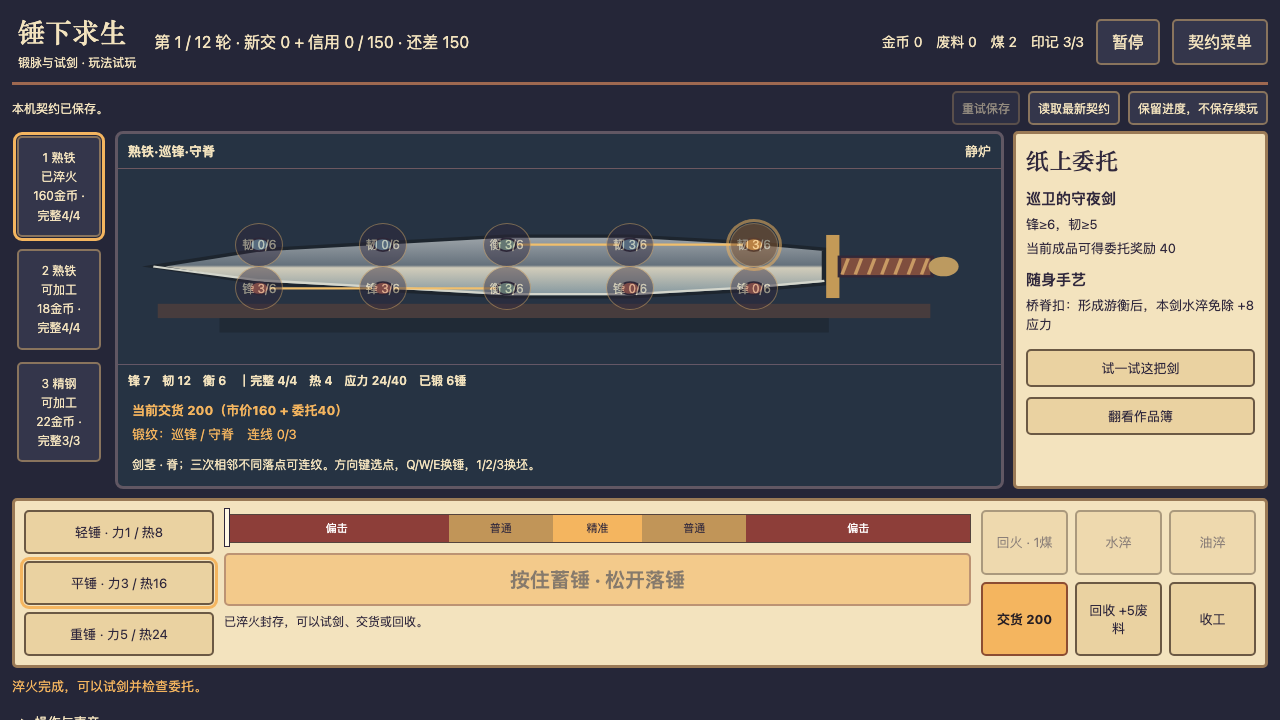 锤下求生
锻脉与试剑 · 玩法试玩
第 1 / 12 轮 · 新交 0 + 信用 0 / 150 · 还差 150
金币 0 废料 0 煤 2 印记 3/3
暂停
契约菜单
本机契约已保存。
重试保存
读取最新契约
保留进度，不保存续玩
1 熟铁
已淬火
160金币 ·
完整4/4
2 熟铁
可加工
18金币 ·
完整4/4
3 精钢
可加工
22金币 ·
完整3/3
熟铁·巡锋·守脊
静炉
韧 0/6
韧 0/6
衡 3/6
韧 3/6
韧 3/6
锋 3/6
锋 3/6
衡 3/6
锋 0/6
锋 0/6
锋 7 韧 12 衡 6 ｜完整 4/4 热 4 应力 24/40 已锻 6锤
当前交货 200（市价160 + 委托40）
锻纹：巡锋 / 守脊 连线 0/3
剑茎 · 脊；三次相邻不同落点可连纹。方向键选点，Q/W/E换锤，1/2/3换坯。
纸上委托
巡卫的守夜剑
锋≥6，韧≥5
当前成品可得委托奖励 40
随身手艺
桥脊扣：形成游衡后，本剑水淬免除 +8
应力
试一试这把剑
翻看作品簿
轻锤 · 力1 / 热8
平锤 · 力3 / 热16
重锤 · 力5 / 热24
偏击
普通
精准
普通
偏击
按住蓄锤 · 松开落锤
已淬火封存，可以试剑、交货或回收。
回火 · 1煤
水淬
油淬
交货 200
回收 +5废
料
收工
淬火完成，可以试剑并检查委托。